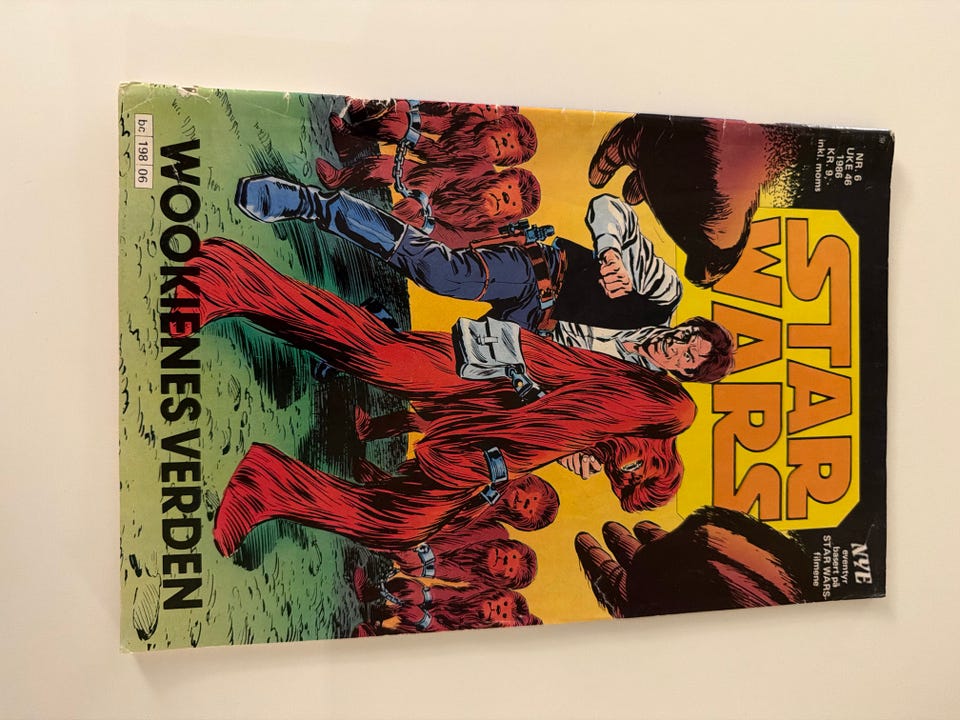 NR. 6
UKE 46
1986
KR. 9,-
inkl. moms
STAR
WARS
NYE
eventyr
basert på
STAR WARS-
filmene
WOOKIENES VERDEN
bc 198 06